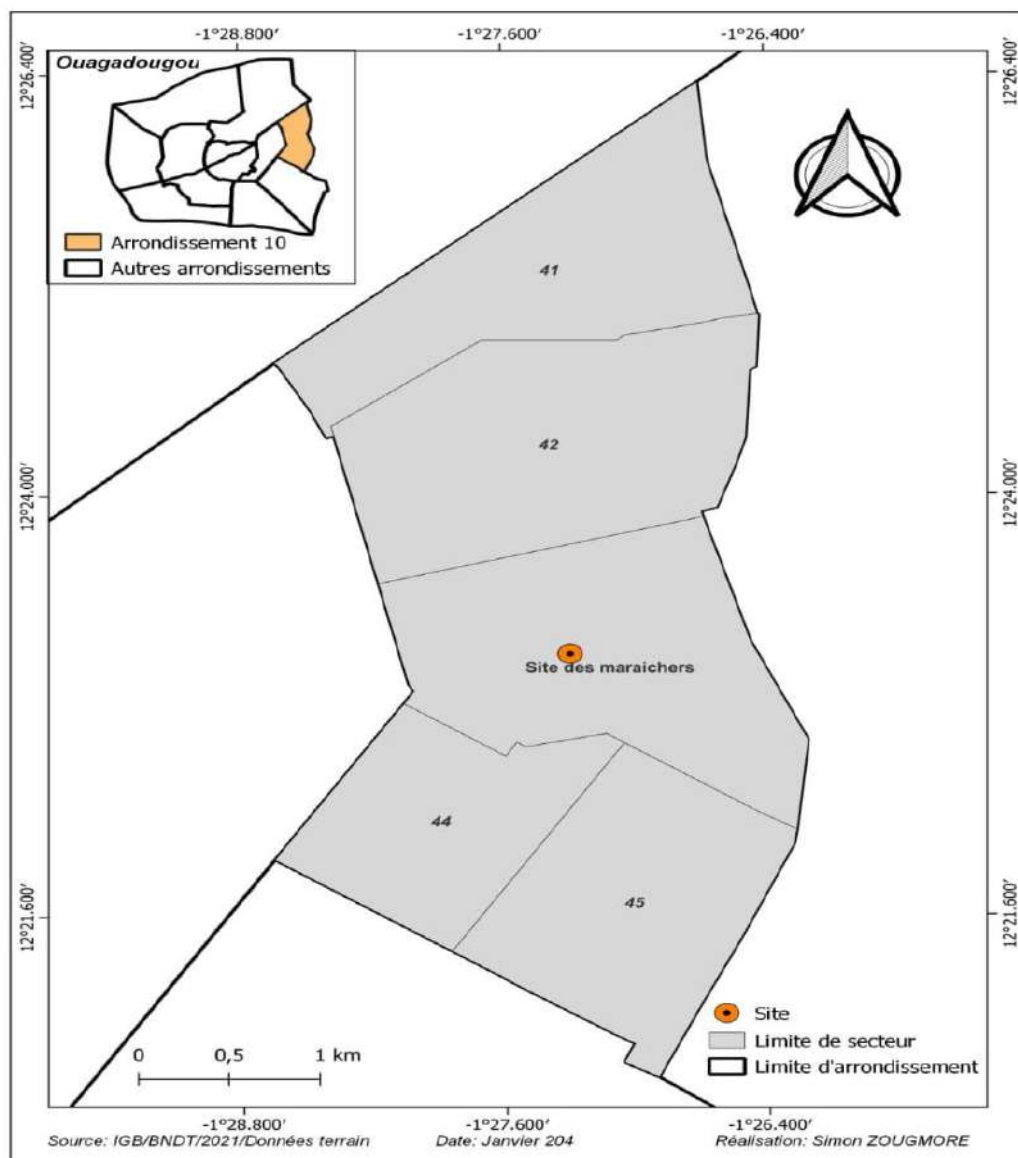 -1°28.800′ -1°27.600′ -1°26.400′
12°26.400′ 12°26.400′
Ouagadougou
Arrondissement 10
Autres arrondissements
41
42
12°24.000′ 12°24.000′
Site des maraichers
44
45
12°21.600′ 12°21.600′
Site
Limite de secteur
Limite d'arrondissement
0 0,5 1 km
-1°28.800′ -1°27.600′ -1°26.400′
Source: IGB/BNDT/2021/Données terrain Date: Janvier 204 Réalisation: Simon ZOUGMORE